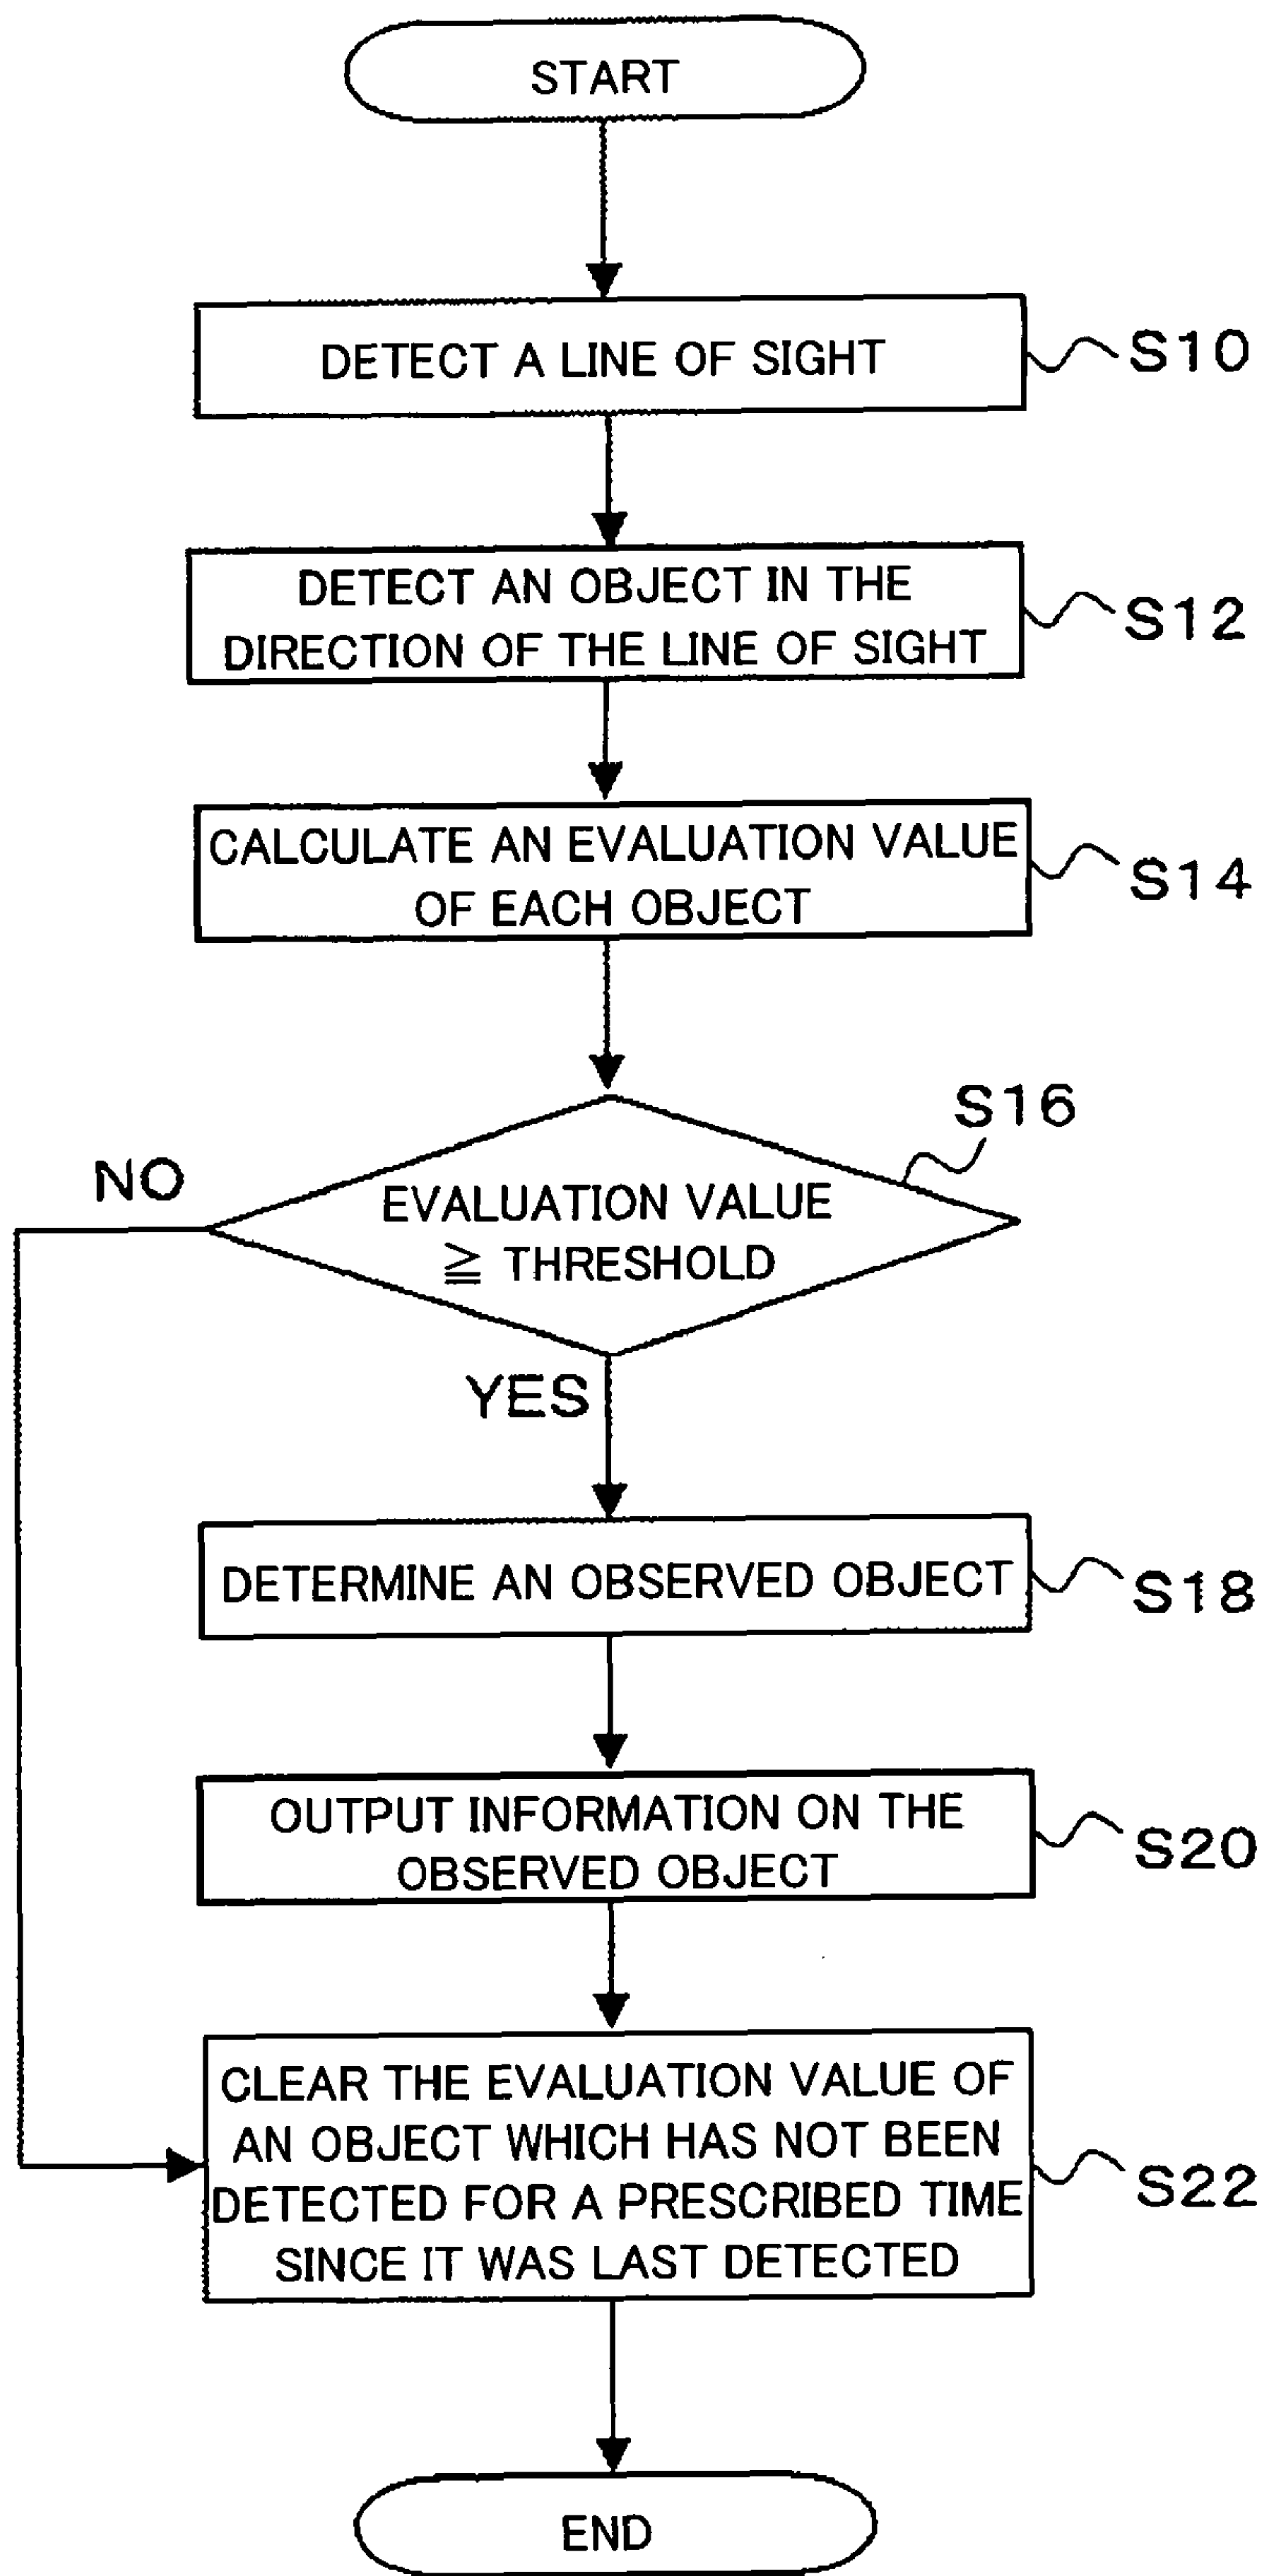 START
DETECT A LINE OF SIGHT
S10
DETECT AN OBJECT IN THE
DIRECTION OF THE LINE OF SIGHT
S12
CALCULATE AN EVALUATION VALUE
OF EACH OBJECT
S14
S16
NO
EVALUATION VALUE
≧ THRESHOLD
YES
DETERMINE AN OBSERVED OBJECT
S18
OUTPUT INFORMATION ON THE
OBSERVED OBJECT
S20
CLEAR THE EVALUATION VALUE OF
AN OBJECT WHICH HAS NOT BEEN
DETECTED FOR A PRESCRIBED TIME
SINCE IT WAS LAST DETECTED
S22
END